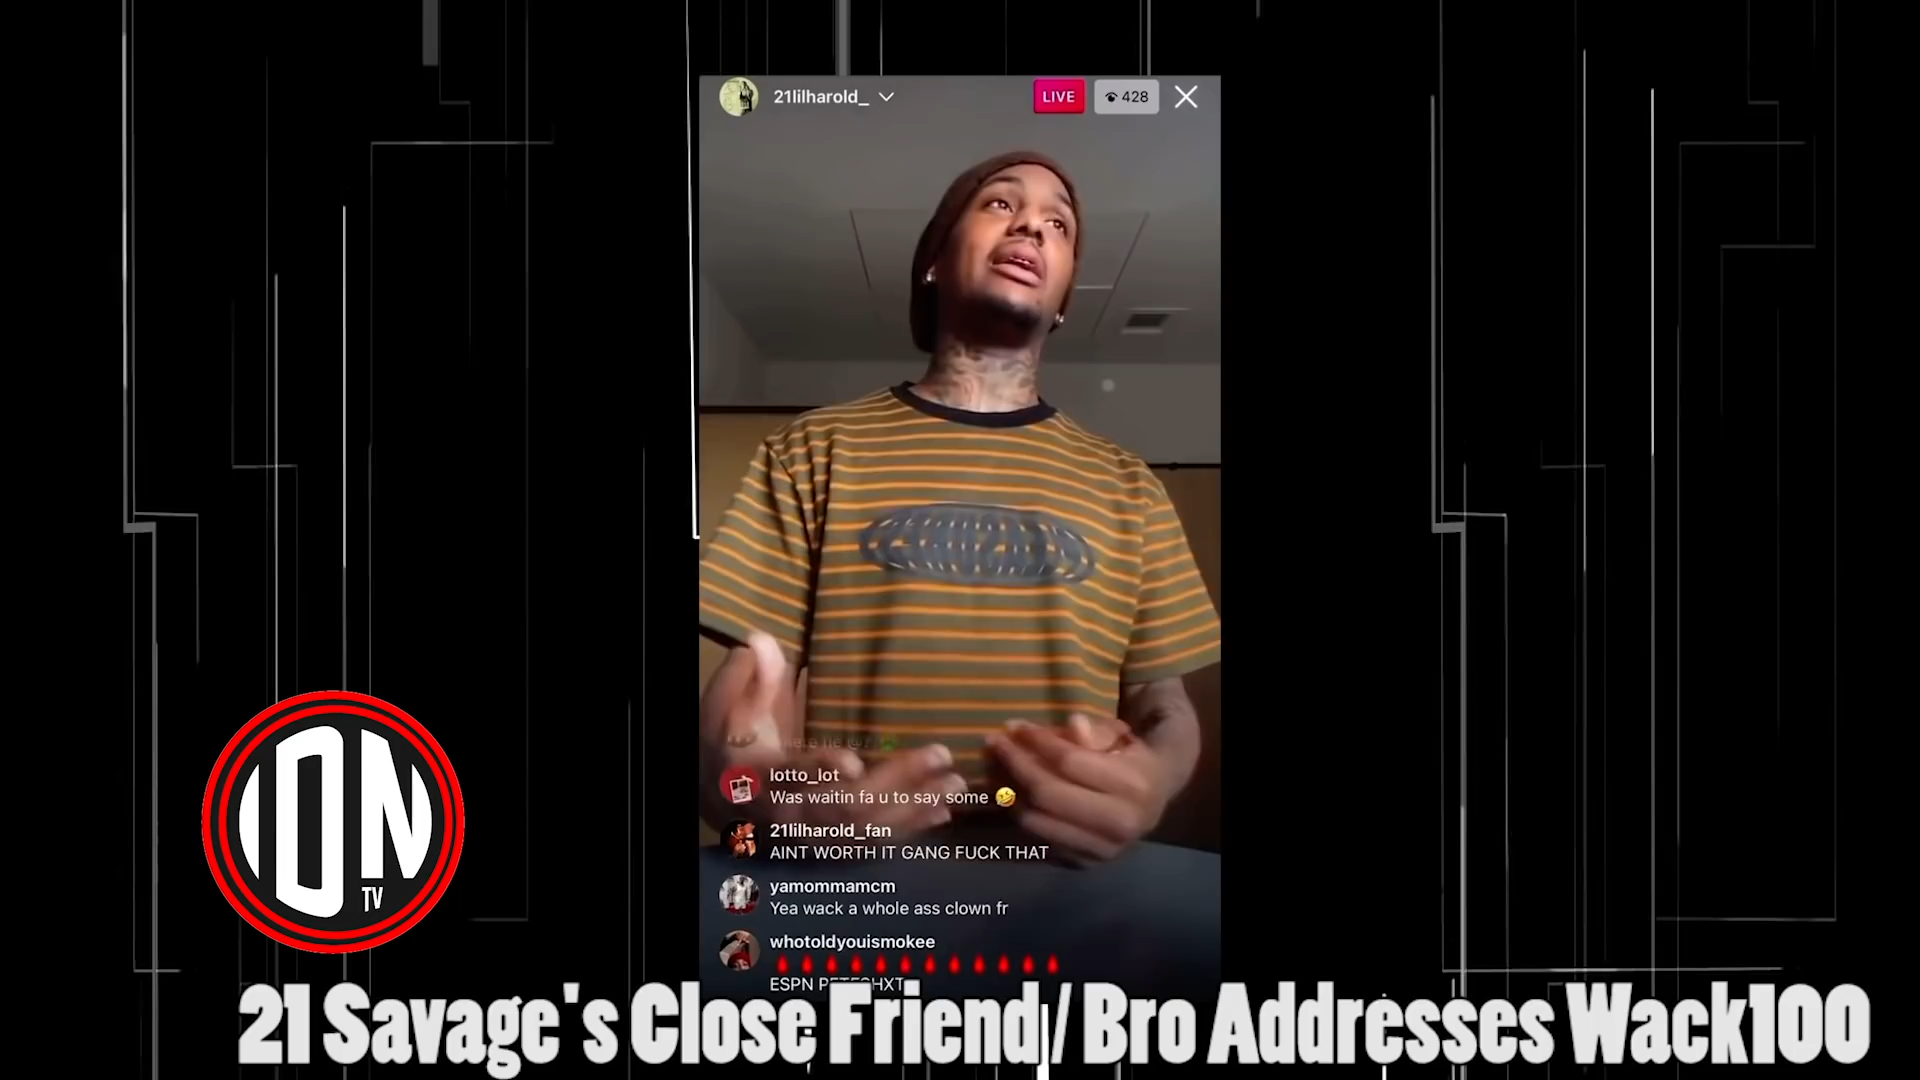 21lilharold_
LIVE
428
lotto_lot
Was waitin fa u to say some 🤣
21lilharold_fan
AINT WORTH IT GANG FUCK THAT
yamommamcm
Yea wack a whole ass clown fr
whotoldyouismokee
🩸🩸🩸🩸🩸🩸🩸🩸🩸🩸🩸🩸
ESPN
ION
TV
21 Savage's Close Friend/ Bro Addresses Wack100